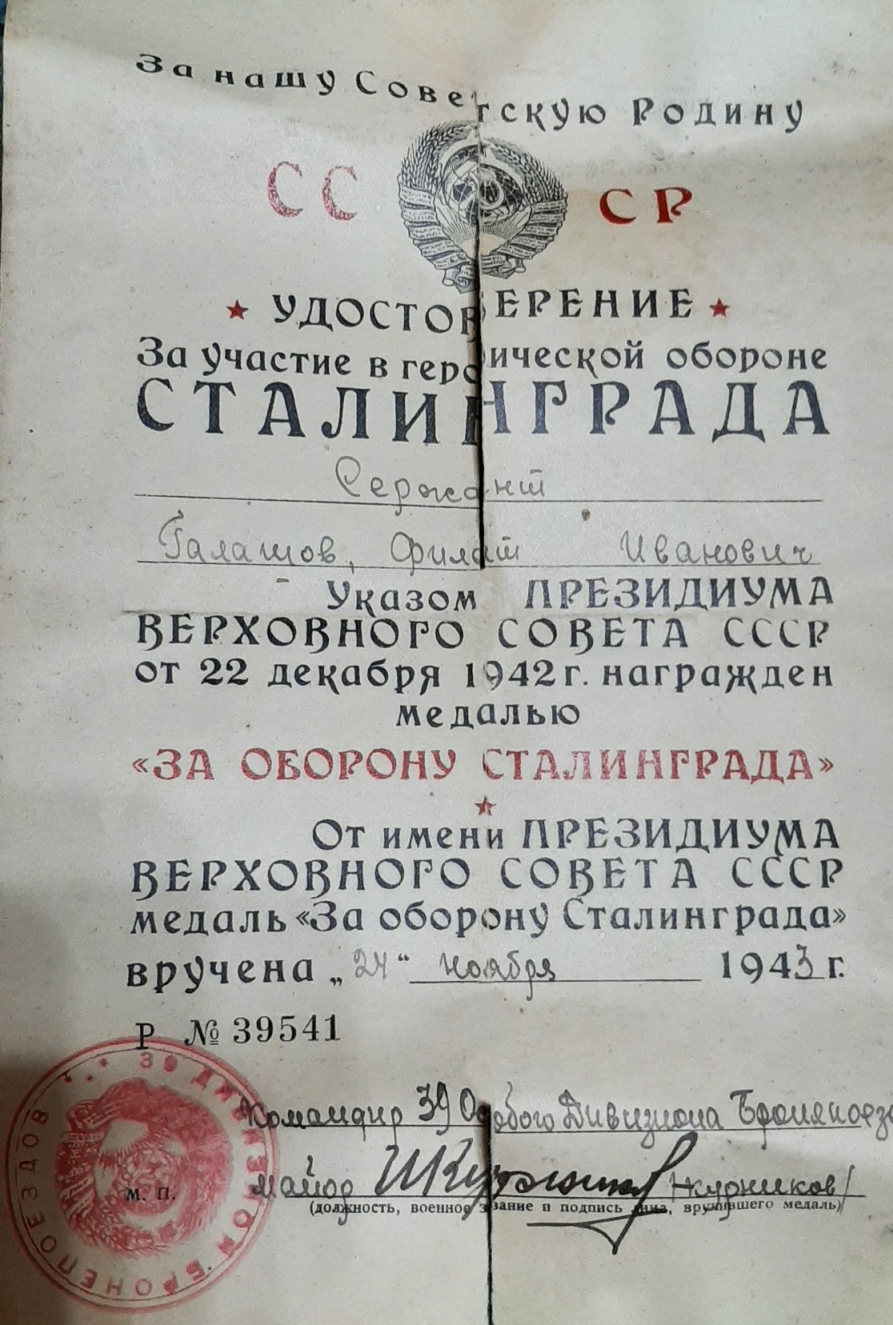 За нашу Советскую Родину
СССР
УДОСТОВЕРЕНИЕ
За участие в героической обороне
СТАЛИНГРАДА
Сержант
Галашов, Филат Иванович
Указом ПРЕЗИДИУМА
ВЕРХОВНОГО СОВЕТА СССР
от 22 декабря 1942 г. награжден
медалью
«ЗА ОБОРОНУ СТАЛИНГРАДА»
От имени ПРЕЗИДИУМА
ВЕРХОВНОГО СОВЕТА СССР
медаль «За оборону Сталинграда»
вручена „24“ ноября 1943 г.
Р № 39541
39 ДИВИЗИОН БРОНЕПОЕЗДОВ
Командир 39 Особого Дивизиона Бронепоез
м. п.
майор
(должность, военное звание и подпись лица, вручившего медаль)